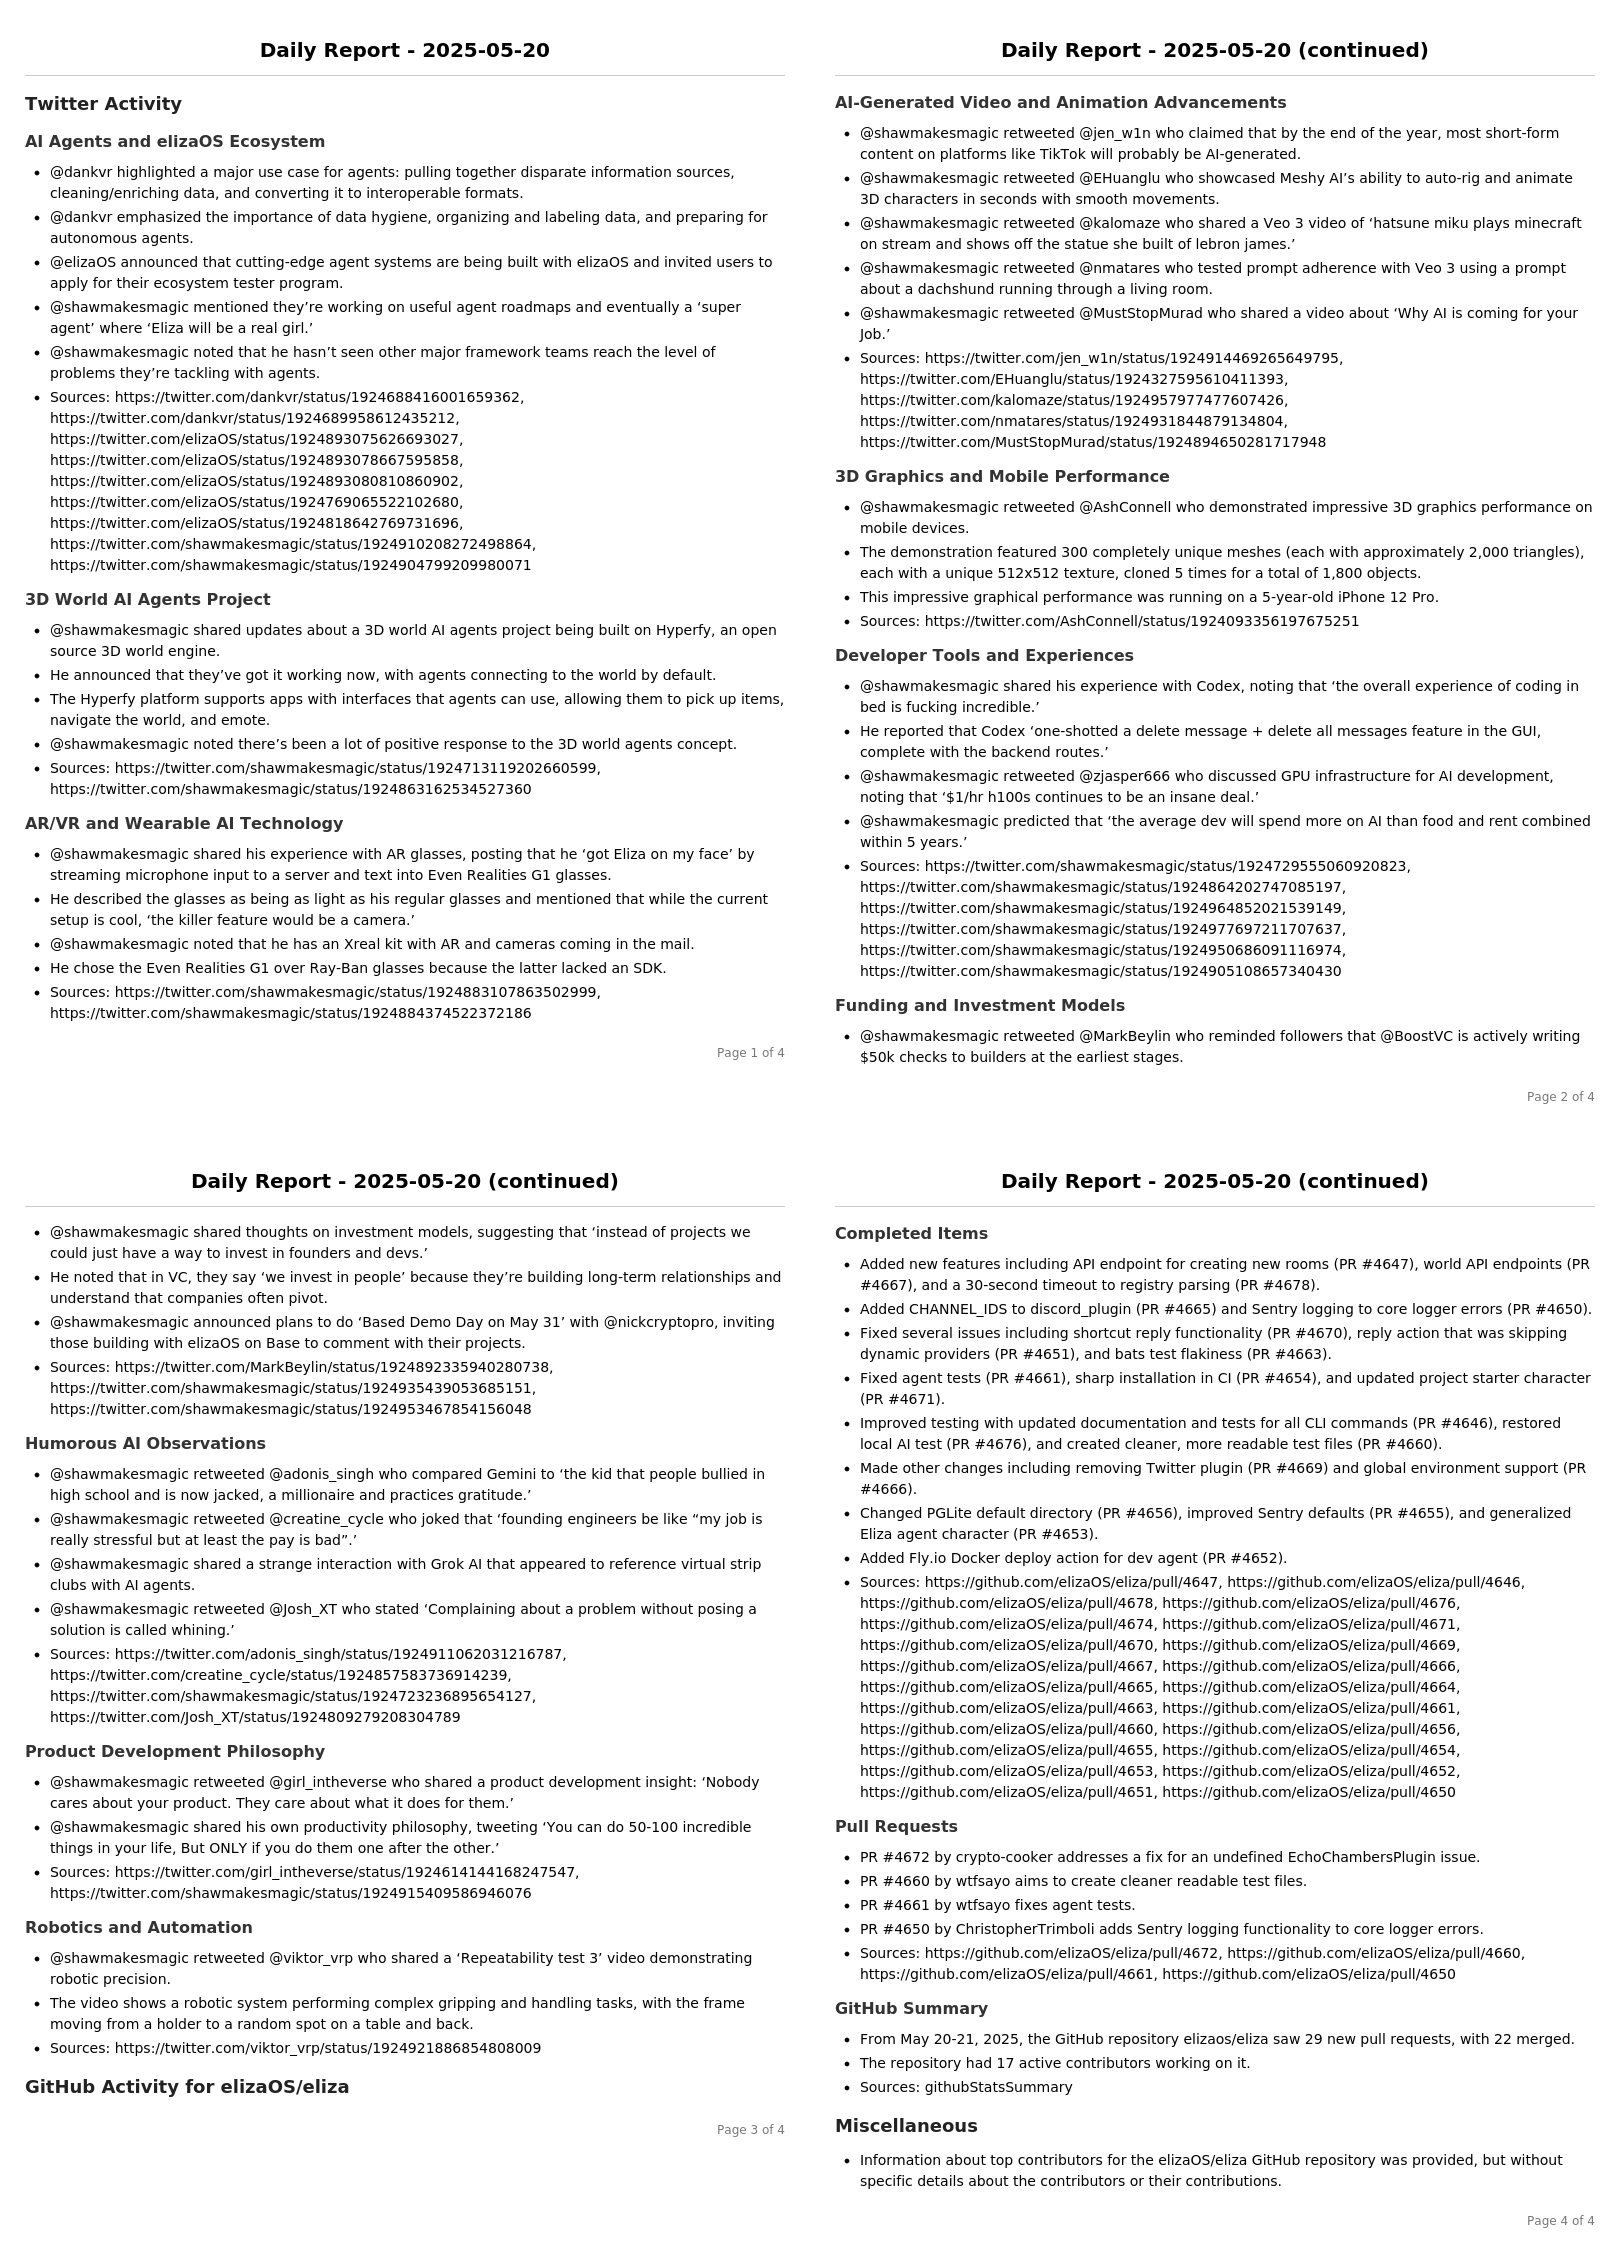 Daily Report - 2025-05-20
Twitter Activity
AI Agents and elizaOS Ecosystem
• @dankvr highlighted a major use case for agents: pulling together disparate information sources,
cleaning/enriching data, and converting it to interoperable formats.
• @dankvr emphasized the importance of data hygiene, organizing and labeling data, and preparing for
autonomous agents.
• @elizaOS announced that cutting-edge agent systems are being built with elizaOS and invited users to
apply for their ecosystem tester program.
• @shawmakesmagic mentioned they’re working on useful agent roadmaps and eventually a ‘super
agent’ where ‘Eliza will be a real girl.’
• @shawmakesmagic noted that he hasn’t seen other major framework teams reach the level of
problems they’re tackling with agents.
• Sources: https://twitter.com/dankvr/status/1924688416001659362,
https://twitter.com/dankvr/status/1924689958612435212,
https://twitter.com/elizaOS/status/1924893075626693027,
https://twitter.com/elizaOS/status/1924893078667595858,
https://twitter.com/elizaOS/status/1924893080810860902,
https://twitter.com/elizaOS/status/1924769065522102680,
https://twitter.com/elizaOS/status/1924818642769731696,
https://twitter.com/shawmakesmagic/status/1924910208272498864,
https://twitter.com/shawmakesmagic/status/1924904799209980071
3D World AI Agents Project
• @shawmakesmagic shared updates about a 3D world AI agents project being built on Hyperfy, an open
source 3D world engine.
• He announced that they’ve got it working now, with agents connecting to the world by default.
• The Hyperfy platform supports apps with interfaces that agents can use, allowing them to pick up items,
navigate the world, and emote.
• @shawmakesmagic noted there’s been a lot of positive response to the 3D world agents concept.
• Sources: https://twitter.com/shawmakesmagic/status/1924713119202660599,
https://twitter.com/shawmakesmagic/status/1924863162534527360
AR/VR and Wearable AI Technology
• @shawmakesmagic shared his experience with AR glasses, posting that he ‘got Eliza on my face’ by
streaming microphone input to a server and text into Even Realities G1 glasses.
• He described the glasses as being as light as his regular glasses and mentioned that while the current
setup is cool, ‘the killer feature would be a camera.’
• @shawmakesmagic noted that he has an Xreal kit with AR and cameras coming in the mail.
• He chose the Even Realities G1 over Ray-Ban glasses because the latter lacked an SDK.
• Sources: https://twitter.com/shawmakesmagic/status/1924883107863502999,
https://twitter.com/shawmakesmagic/status/1924884374522372186
Page 1 of 4
Daily Report - 2025-05-20 (continued)
AI-Generated Video and Animation Advancements
• @shawmakesmagic retweeted @jen_w1n who claimed that by the end of the year, most short-form
content on platforms like TikTok will probably be AI-generated.
• @shawmakesmagic retweeted @EHuanglu who showcased Meshy AI’s ability to auto-rig and animate
3D characters in seconds with smooth movements.
• @shawmakesmagic retweeted @kalomaze who shared a Veo 3 video of ‘hatsune miku plays minecraft
on stream and shows off the statue she built of lebron james.’
• @shawmakesmagic retweeted @nmatares who tested prompt adherence with Veo 3 using a prompt
about a dachshund running through a living room.
• @shawmakesmagic retweeted @MustStopMurad who shared a video about ‘Why AI is coming for your
Job.’
• Sources: https://twitter.com/jen_w1n/status/1924914469265649795,
https://twitter.com/EHuanglu/status/1924327595610411393,
https://twitter.com/kalomaze/status/1924957977477607426,
https://twitter.com/nmatares/status/1924931844879134804,
https://twitter.com/MustStopMurad/status/1924894650281717948
3D Graphics and Mobile Performance
• @shawmakesmagic retweeted @AshConnell who demonstrated impressive 3D graphics performance on
mobile devices.
• The demonstration featured 300 completely unique meshes (each with approximately 2,000 triangles),
each with a unique 512x512 texture, cloned 5 times for a total of 1,800 objects.
• This impressive graphical performance was running on a 5-year-old iPhone 12 Pro.
• Sources: https://twitter.com/AshConnell/status/1924093356197675251
Developer Tools and Experiences
• @shawmakesmagic shared his experience with Codex, noting that ‘the overall experience of coding in
bed is fucking incredible.’
• He reported that Codex ‘one-shotted a delete message + delete all messages feature in the GUI,
complete with the backend routes.’
• @shawmakesmagic retweeted @zjasper666 who discussed GPU infrastructure for AI development,
noting that ‘$1/hr h100s continues to be an insane deal.’
• @shawmakesmagic predicted that ‘the average dev will spend more on AI than food and rent combined
within 5 years.’
• Sources: https://twitter.com/shawmakesmagic/status/1924729555060920823,
https://twitter.com/shawmakesmagic/status/1924864202747085197,
https://twitter.com/shawmakesmagic/status/1924964852021539149,
https://twitter.com/shawmakesmagic/status/1924977697211707637,
https://twitter.com/shawmakesmagic/status/1924950686091116974,
https://twitter.com/shawmakesmagic/status/1924905108657340430
Funding and Investment Models
• @shawmakesmagic retweeted @MarkBeylin who reminded followers that @BoostVC is actively writing
$50k checks to builders at the earliest stages.
Page 2 of 4
Daily Report - 2025-05-20 (continued)
• @shawmakesmagic shared thoughts on investment models, suggesting that ‘instead of projects we
could just have a way to invest in founders and devs.’
• He noted that in VC, they say ‘we invest in people’ because they’re building long-term relationships and
understand that companies often pivot.
• @shawmakesmagic announced plans to do ‘Based Demo Day on May 31’ with @nickcryptopro, inviting
those building with elizaOS on Base to comment with their projects.
• Sources: https://twitter.com/MarkBeylin/status/1924892335940280738,
https://twitter.com/shawmakesmagic/status/1924935439053685151,
https://twitter.com/shawmakesmagic/status/1924953467854156048
Humorous AI Observations
• @shawmakesmagic retweeted @adonis_singh who compared Gemini to ‘the kid that people bullied in
high school and is now jacked, a millionaire and practices gratitude.’
• @shawmakesmagic retweeted @creatine_cycle who joked that ‘founding engineers be like “my job is
really stressful but at least the pay is bad”.’
• @shawmakesmagic shared a strange interaction with Grok AI that appeared to reference virtual strip
clubs with AI agents.
• @shawmakesmagic retweeted @Josh_XT who stated ‘Complaining about a problem without posing a
solution is called whining.’
• Sources: https://twitter.com/adonis_singh/status/1924911062031216787,
https://twitter.com/creatine_cycle/status/1924857583736914239,
https://twitter.com/shawmakesmagic/status/1924723236895654127,
https://twitter.com/Josh_XT/status/1924809279208304789
Product Development Philosophy
• @shawmakesmagic retweeted @girl_intheverse who shared a product development insight: ‘Nobody
cares about your product. They care about what it does for them.’
• @shawmakesmagic shared his own productivity philosophy, tweeting ‘You can do 50-100 incredible
things in your life, But ONLY if you do them one after the other.’
• Sources: https://twitter.com/girl_intheverse/status/1924614144168247547,
https://twitter.com/shawmakesmagic/status/1924915409586946076
Robotics and Automation
• @shawmakesmagic retweeted @viktor_vrp who shared a ‘Repeatability test 3’ video demonstrating
robotic precision.
• The video shows a robotic system performing complex gripping and handling tasks, with the frame
moving from a holder to a random spot on a table and back.
• Sources: https://twitter.com/viktor_vrp/status/1924921886854808009
GitHub Activity for elizaOS/eliza
Page 3 of 4
Daily Report - 2025-05-20 (continued)
Completed Items
• Added new features including API endpoint for creating new rooms (PR #4647), world API endpoints (PR
#4667), and a 30-second timeout to registry parsing (PR #4678).
• Added CHANNEL_IDS to discord_plugin (PR #4665) and Sentry logging to core logger errors (PR #4650).
• Fixed several issues including shortcut reply functionality (PR #4670), reply action that was skipping
dynamic providers (PR #4651), and bats test flakiness (PR #4663).
• Fixed agent tests (PR #4661), sharp installation in CI (PR #4654), and updated project starter character
(PR #4671).
• Improved testing with updated documentation and tests for all CLI commands (PR #4646), restored
local AI test (PR #4676), and created cleaner, more readable test files (PR #4660).
• Made other changes including removing Twitter plugin (PR #4669) and global environment support (PR
#4666).
• Changed PGLite default directory (PR #4656), improved Sentry defaults (PR #4655), and generalized
Eliza agent character (PR #4653).
• Added Fly.io Docker deploy action for dev agent (PR #4652).
• Sources: https://github.com/elizaOS/eliza/pull/4647, https://github.com/elizaOS/eliza/pull/4646,
https://github.com/elizaOS/eliza/pull/4678, https://github.com/elizaOS/eliza/pull/4676,
https://github.com/elizaOS/eliza/pull/4674, https://github.com/elizaOS/eliza/pull/4671,
https://github.com/elizaOS/eliza/pull/4670, https://github.com/elizaOS/eliza/pull/4669,
https://github.com/elizaOS/eliza/pull/4667, https://github.com/elizaOS/eliza/pull/4666,
https://github.com/elizaOS/eliza/pull/4665, https://github.com/elizaOS/eliza/pull/4664,
https://github.com/elizaOS/eliza/pull/4663, https://github.com/elizaOS/eliza/pull/4661,
https://github.com/elizaOS/eliza/pull/4660, https://github.com/elizaOS/eliza/pull/4656,
https://github.com/elizaOS/eliza/pull/4655, https://github.com/elizaOS/eliza/pull/4654,
https://github.com/elizaOS/eliza/pull/4653, https://github.com/elizaOS/eliza/pull/4652,
https://github.com/elizaOS/eliza/pull/4651, https://github.com/elizaOS/eliza/pull/4650
Pull Requests
• PR #4672 by crypto-cooker addresses a fix for an undefined EchoChambersPlugin issue.
• PR #4660 by wtfsayo aims to create cleaner readable test files.
• PR #4661 by wtfsayo fixes agent tests.
• PR #4650 by ChristopherTrimboli adds Sentry logging functionality to core logger errors.
• Sources: https://github.com/elizaOS/eliza/pull/4672, https://github.com/elizaOS/eliza/pull/4660,
https://github.com/elizaOS/eliza/pull/4661, https://github.com/elizaOS/eliza/pull/4650
GitHub Summary
• From May 20-21, 2025, the GitHub repository elizaos/eliza saw 29 new pull requests, with 22 merged.
• The repository had 17 active contributors working on it.
• Sources: githubStatsSummary
Miscellaneous
• Information about top contributors for the elizaOS/eliza GitHub repository was provided, but without
specific details about the contributors or their contributions.
Page 4 of 4